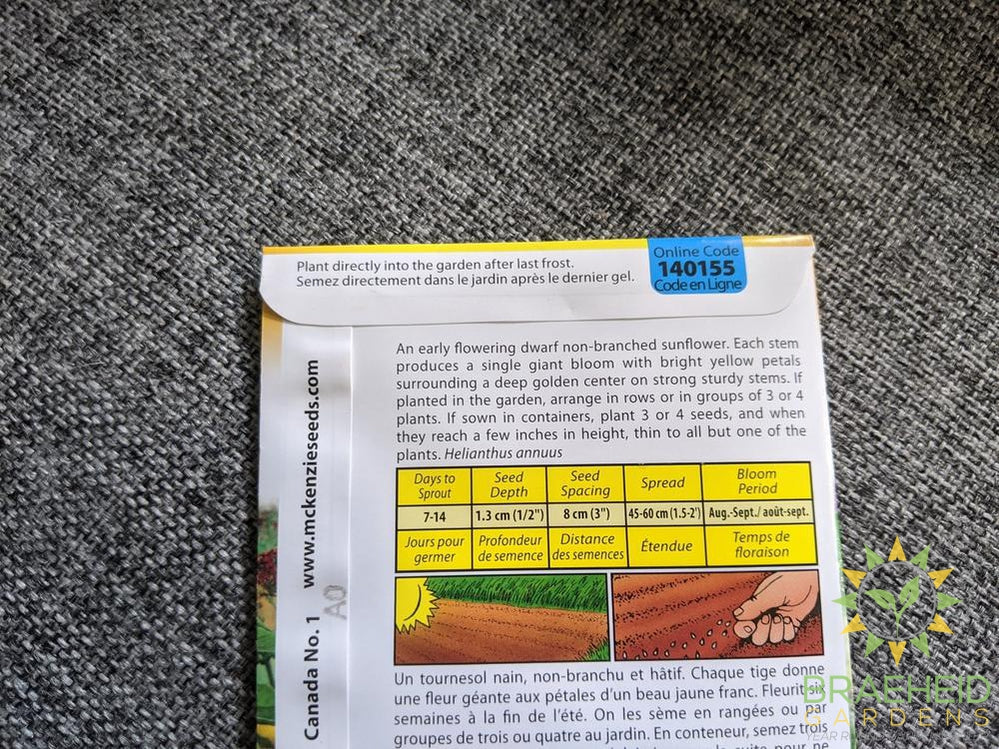 Plant directly into the garden after last frost.
Semez directement dans le jardin après le dernier gel.
Online Code
140155
Code en Ligne
An early flowering dwarf non-branched sunflower. Each stem
produces a single giant bloom with bright yellow petals
surrounding a deep golden center on strong sturdy stems. If
planted in the garden, arrange in rows or in groups of 3 or 4
plants. If sown in containers, plant 3 or 4 seeds, and when
they reach a few inches in height, thin to all but one of the
plants. Helianthus annuus
Days to Sprout Seed Depth Seed Spacing Spread Bloom Period
7-14 1.3 cm (1/2") 8 cm (3") 45-60 cm (1.5-2') Aug.-Sept./ août-sept.
Jours pour germer Profondeur de semence Distance des semences Étendue Temps de floraison
Un tournesol nain, non-branchu et hâtif. Chaque tige donne
une fleur géante aux pétales d'un beau jaune franc. Fleurit six
semaines à la fin de l'été. On les sème en rangées ou par
groupes de trois ou quatre au jardin. En conteneur, semez trois
Canada No. 1 www.mckenzieseeds.com
A0
BRAEHEID
GARDENS